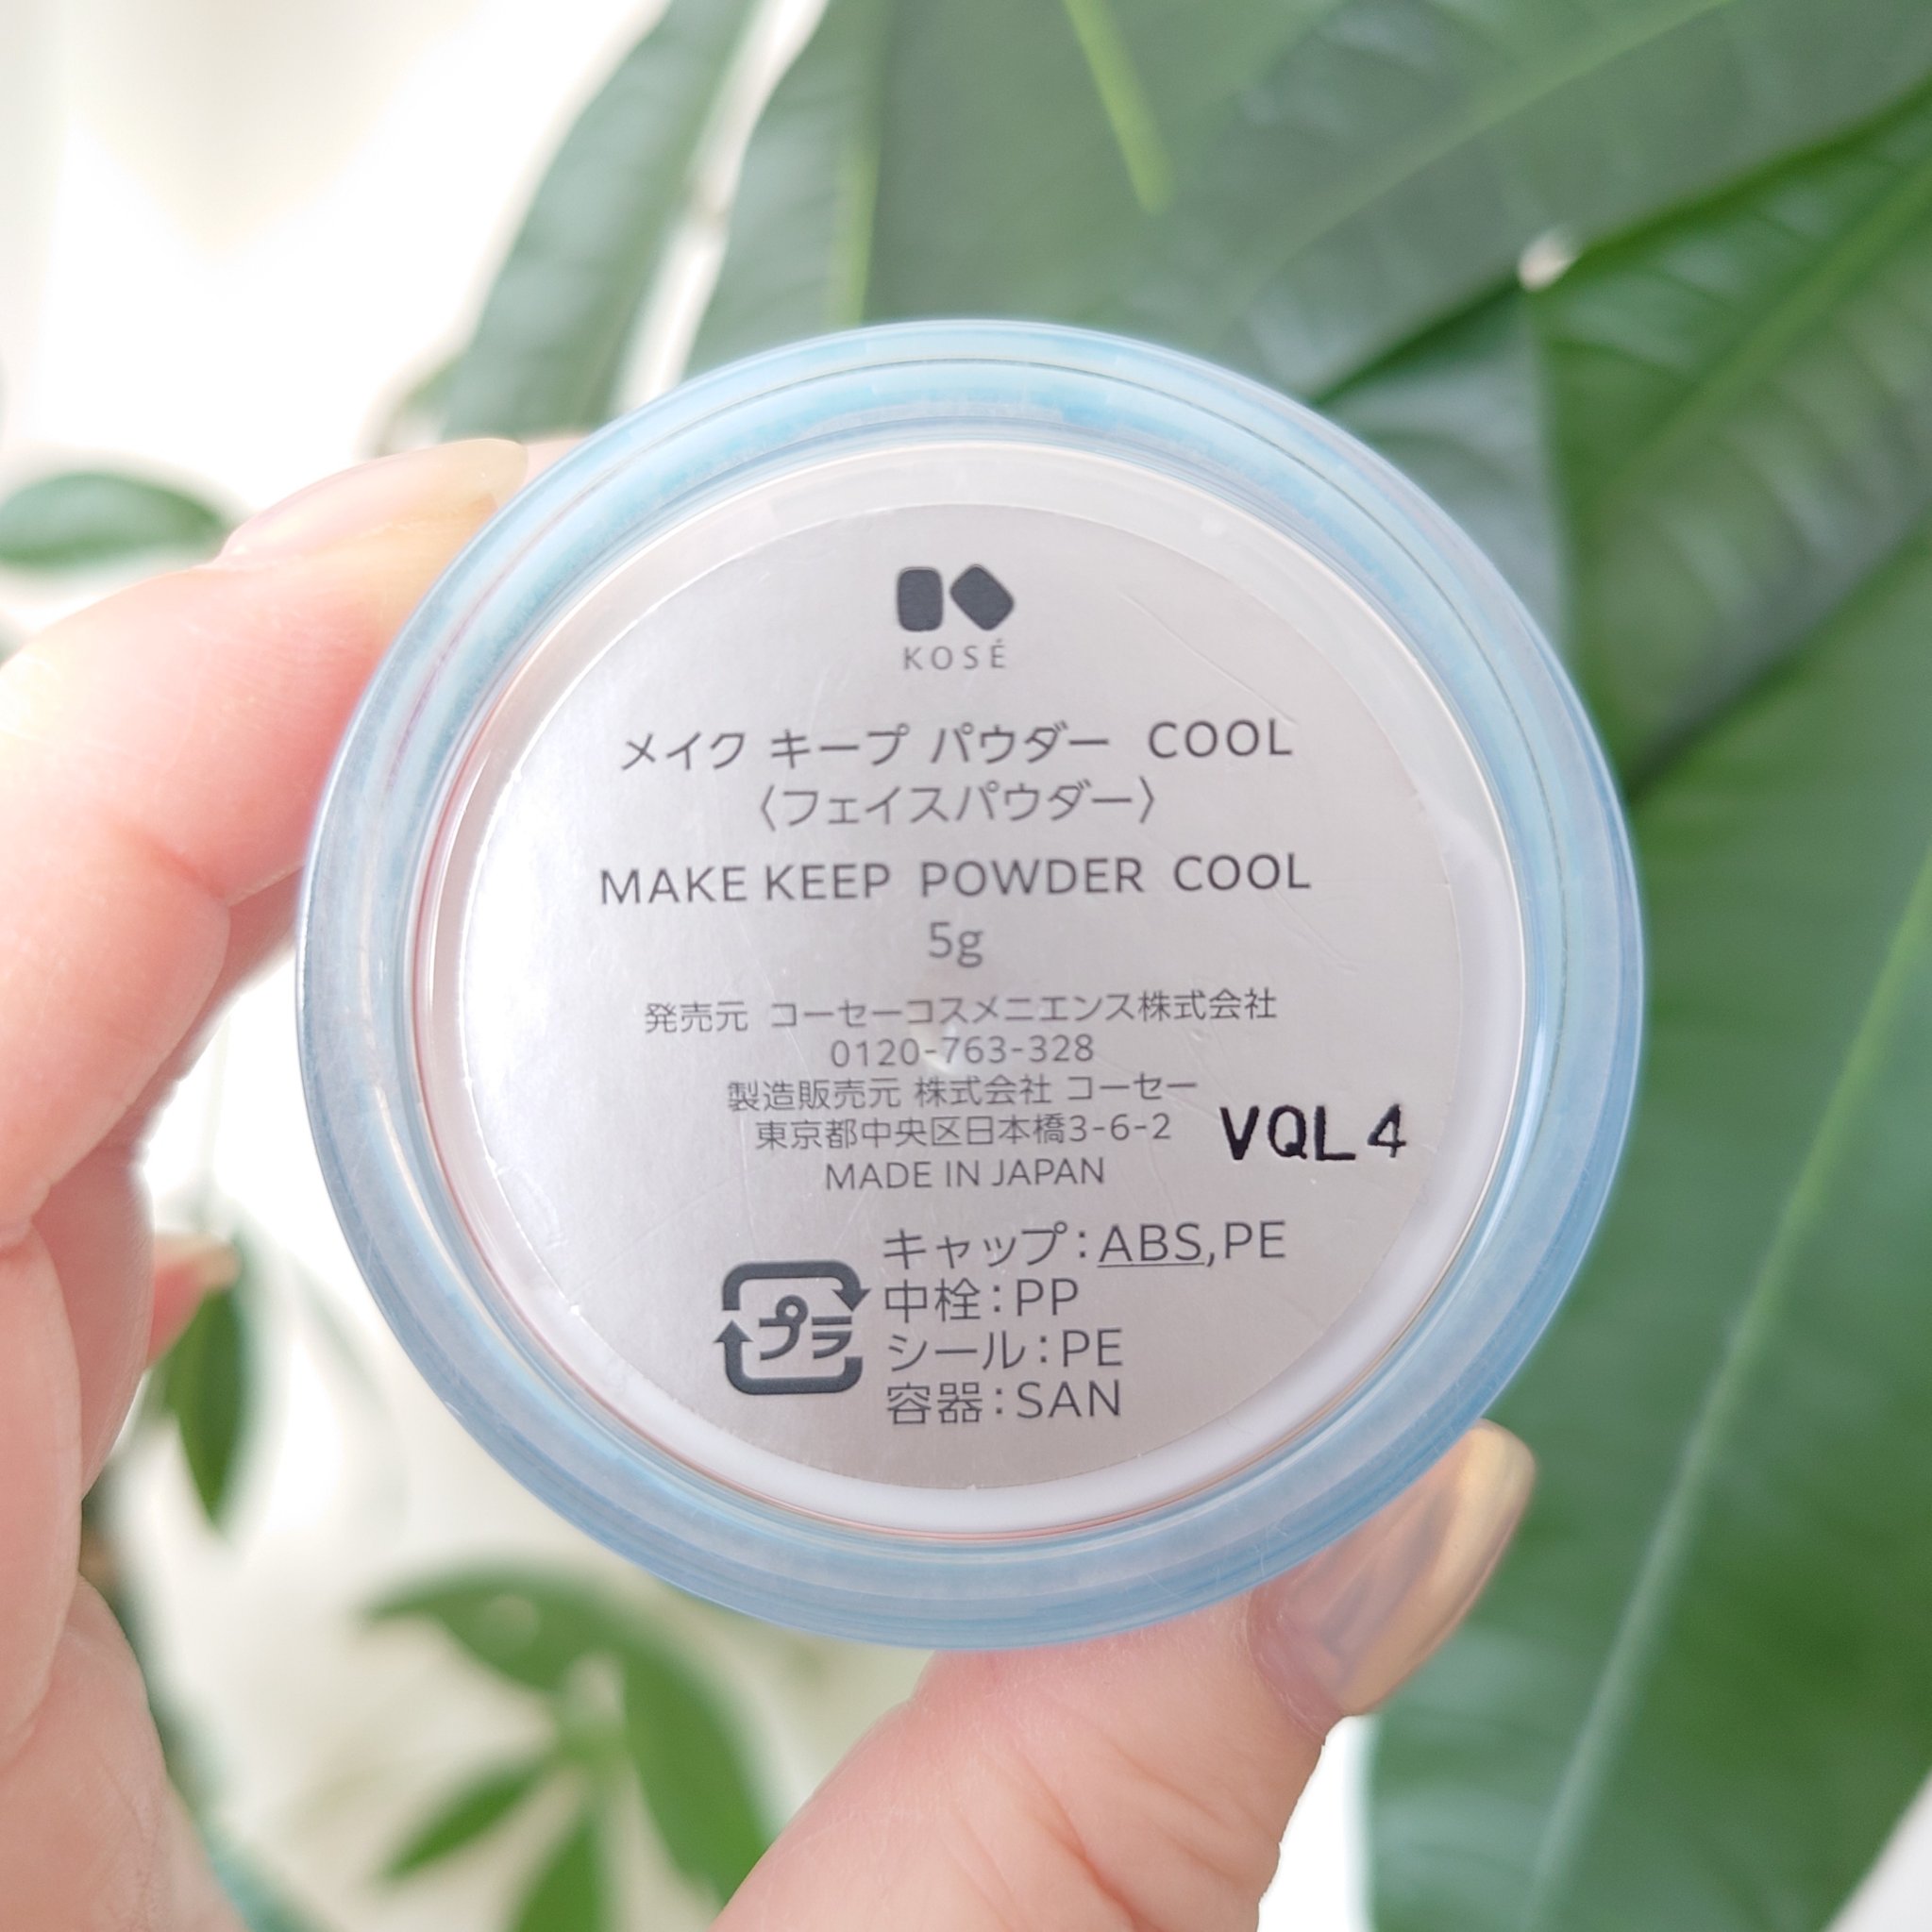 KOSÉ
メイク キープ パウダー COOL
〈フェイスパウダー〉
MAKE KEEP POWDER COOL
5g
発売元 コーセーコスメニエンス株式会社
0120-763-328
製造販売元 株式会社 コーセー
東京都中央区日本橋3-6-2
VQL4
MADE IN JAPAN
キャップ:ABS,PE
プラ
中栓:PP
シール:PE
容器:SAN